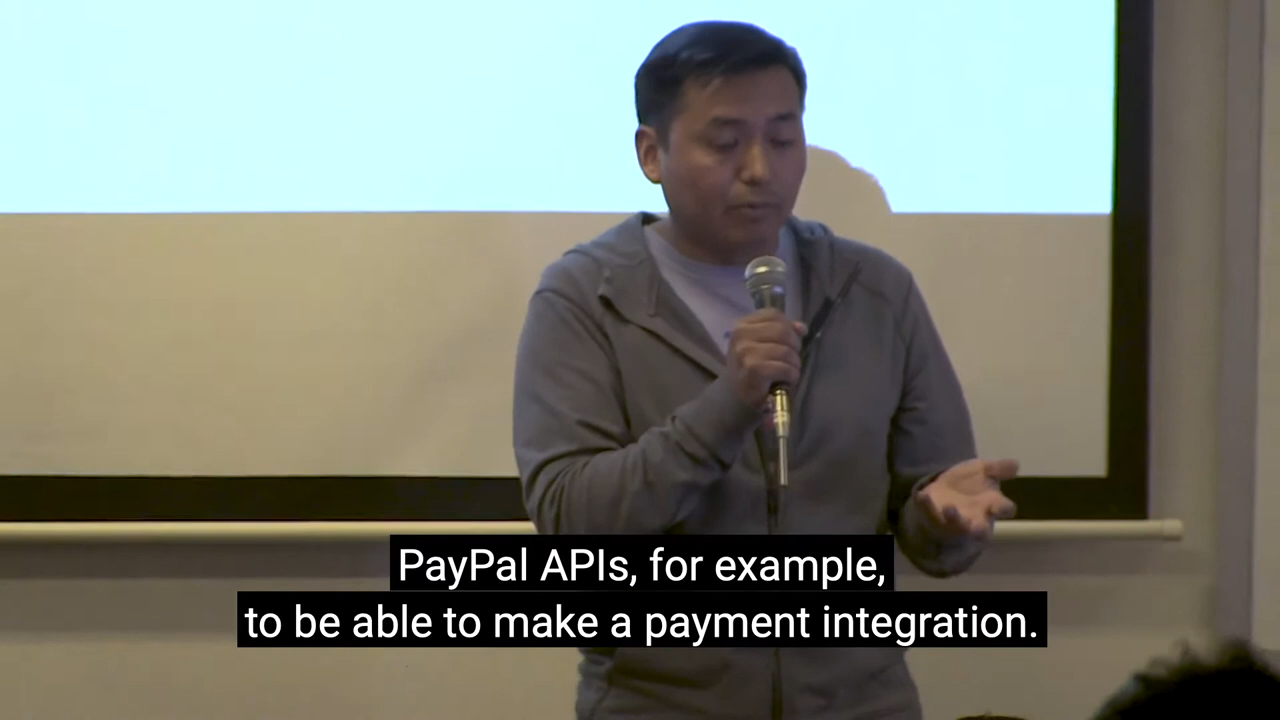 PayPal APIs, for example,
to be able to make a payment integration.